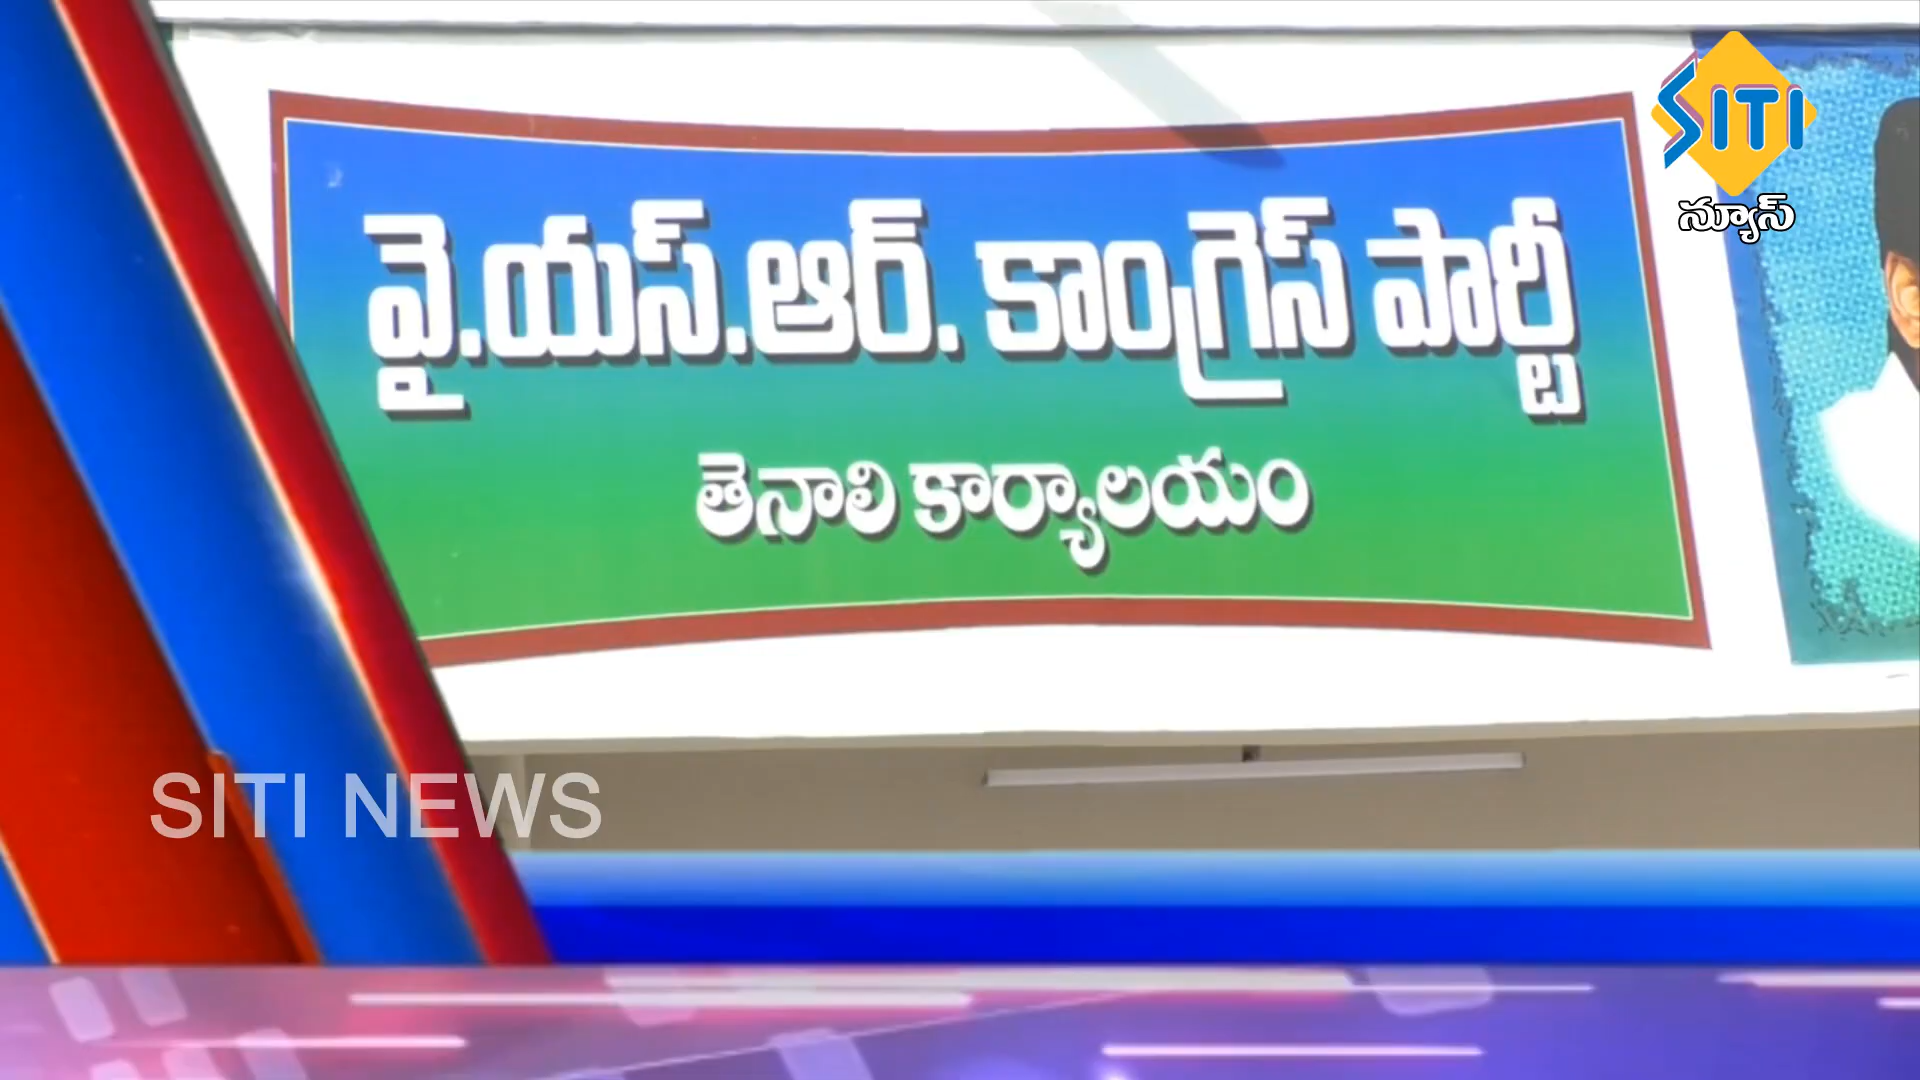 SITI
న్యూస్
వై.యస్.ఆర్. కాంగ్రెస్ పార్టీ
తెనాలి కార్యాలయం
SITI NEWS